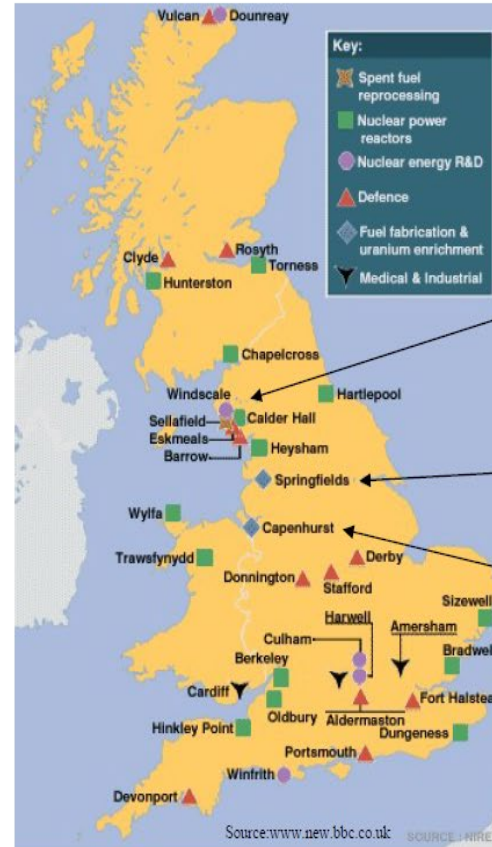 Vulcan
Dounreay
Key:
Spent fuel
reprocessing
Nuclear power
reactors
Nuclear energy R&D
Defence
Fuel fabrication &
uranium enrichment
Medical & Industrial
Clyde
Rosyth
Torness
Hunterston
Chapelcross
Windscale
Hartlepool
Sellafield
Calder Hall
Eskmeals
Barrow
Heysham
Springfields
Wylfa
Capenhurst
Trawsfynydd
Derby
Donnington
Stafford
Sizewell
Harwell
Amersham
Culham
Bradwell
Berkeley
Cardiff
Oldbury
Fort Halstea
Aldermaston
Hinkley Point
Dungeness
Portsmouth
Winfrith
Devonport
Source:www.new.bbc.co.uk
SOURCE: NIRE